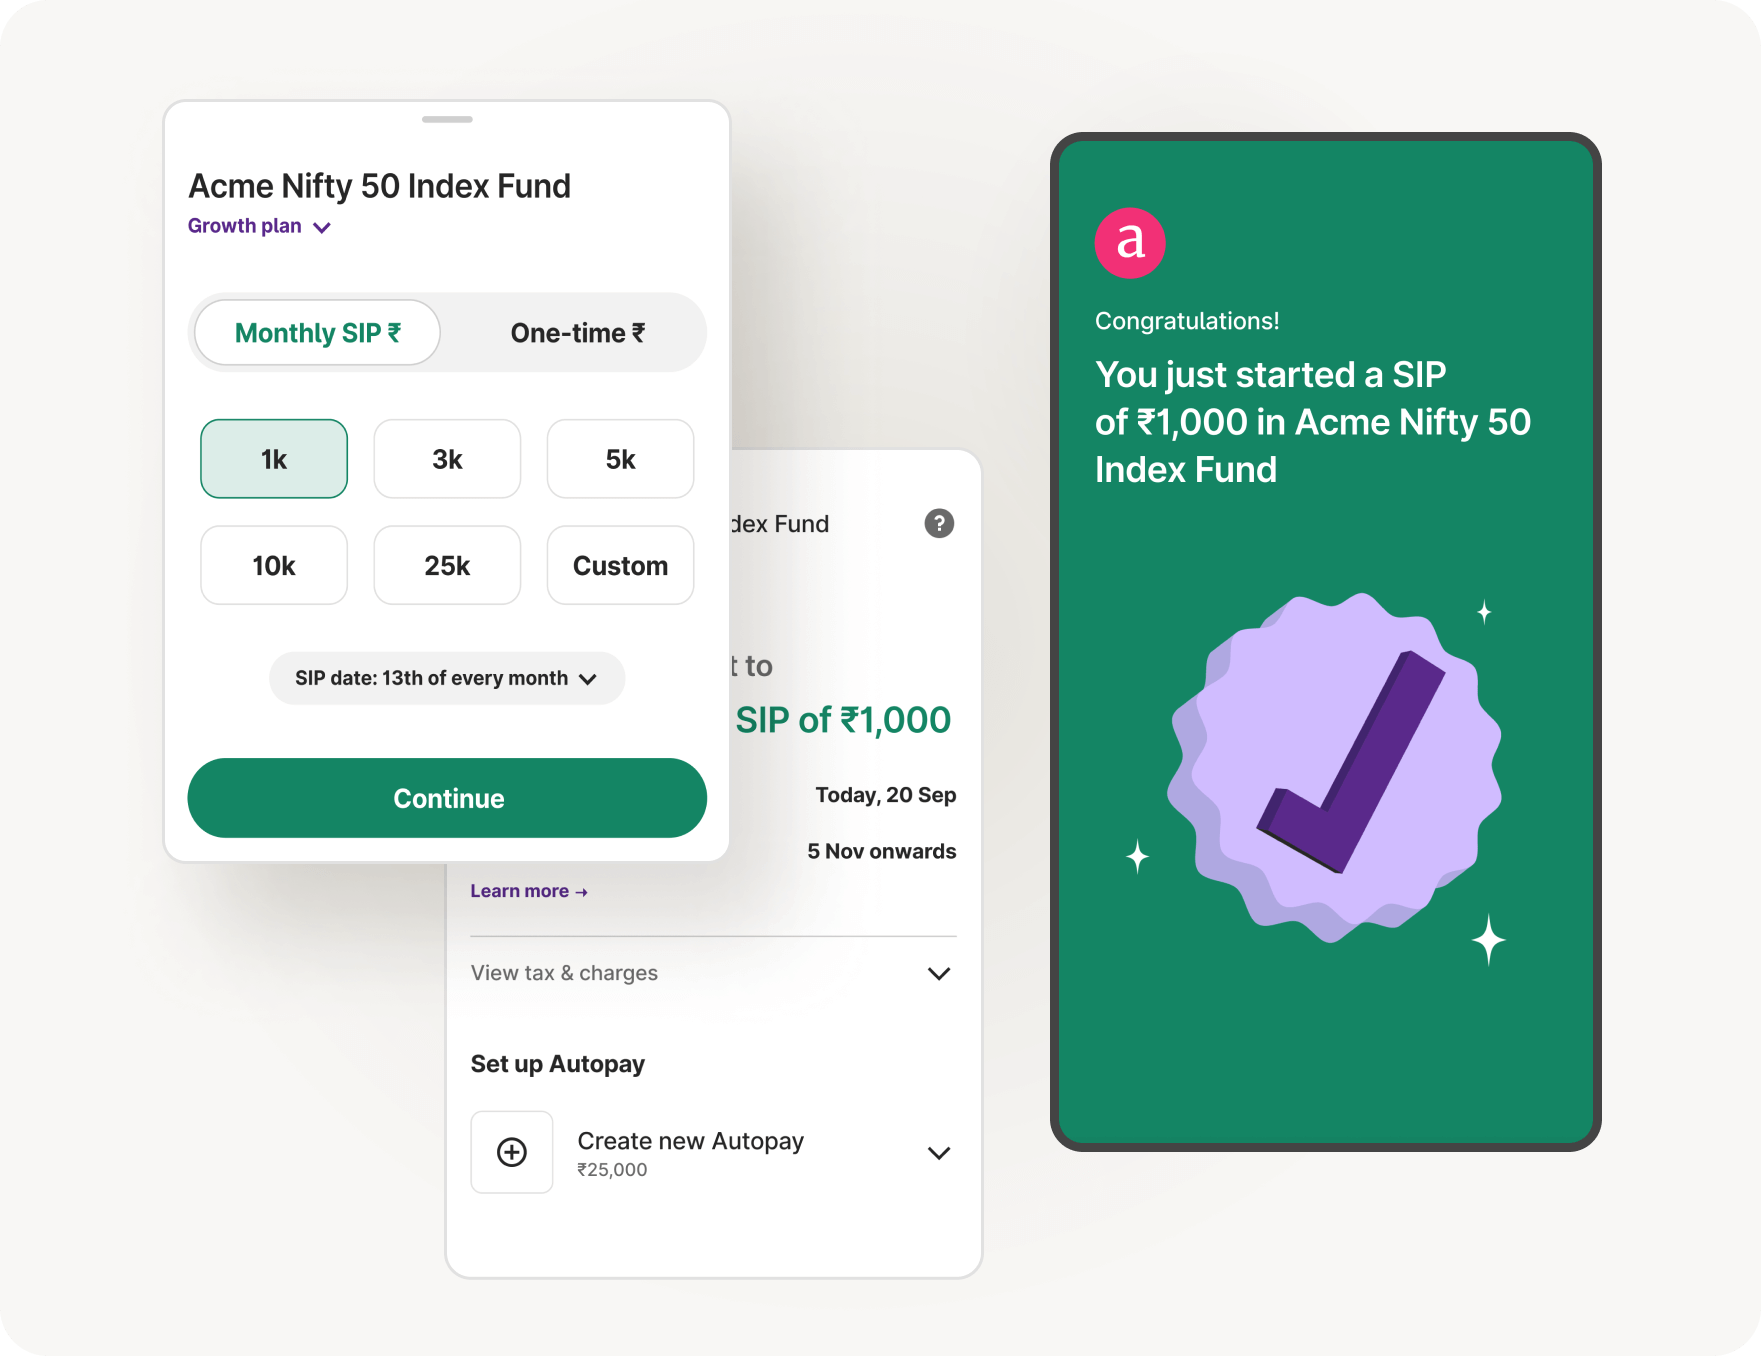 Acme Nifty 50 Index Fund
Growth plan
Monthly SIP ₹
One-time ₹
1k
3k
5k
10k
25k
Custom
SIP date: 13th of every month
Continue
Fund
?
to
SIP of ₹1,000
Today, 20 Sep
5 Nov onwards
Learn more →
View tax & charges
Set up Autopay
Create new Autopay
₹25,000
a
Congratulations!
You just started a SIP
of ₹1,000 in Acme Nifty 50
Index Fund